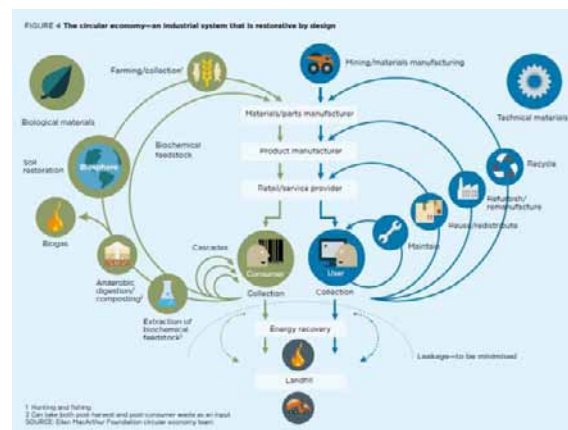 FIGURE 4 The circular economy—an industrial system that is restorative by design
Farming/collection¹
Mining/materials manufacturing
Biological materials
Technical materials
Materials/parts manufacturer
Biochemical
feedstock
Product manufacturer
Soil
restoration
Biosphere
Recycle
Retail/service provider
Refurbish/
remanufacture
Reuse/redistribute
Biogas
Maintain
Cascades
Consumer
User
Anaerobic
digestion/
composting²
Collection
Collection
Extraction of
biochemical
feedstock²
Energy recovery
Leakage—to be minimised
Landfill
1 Hunting and fishing
2 Can take both post-harvest and post-consumer waste as an input
SOURCE: Ellen MacArthur Foundation circular economy team